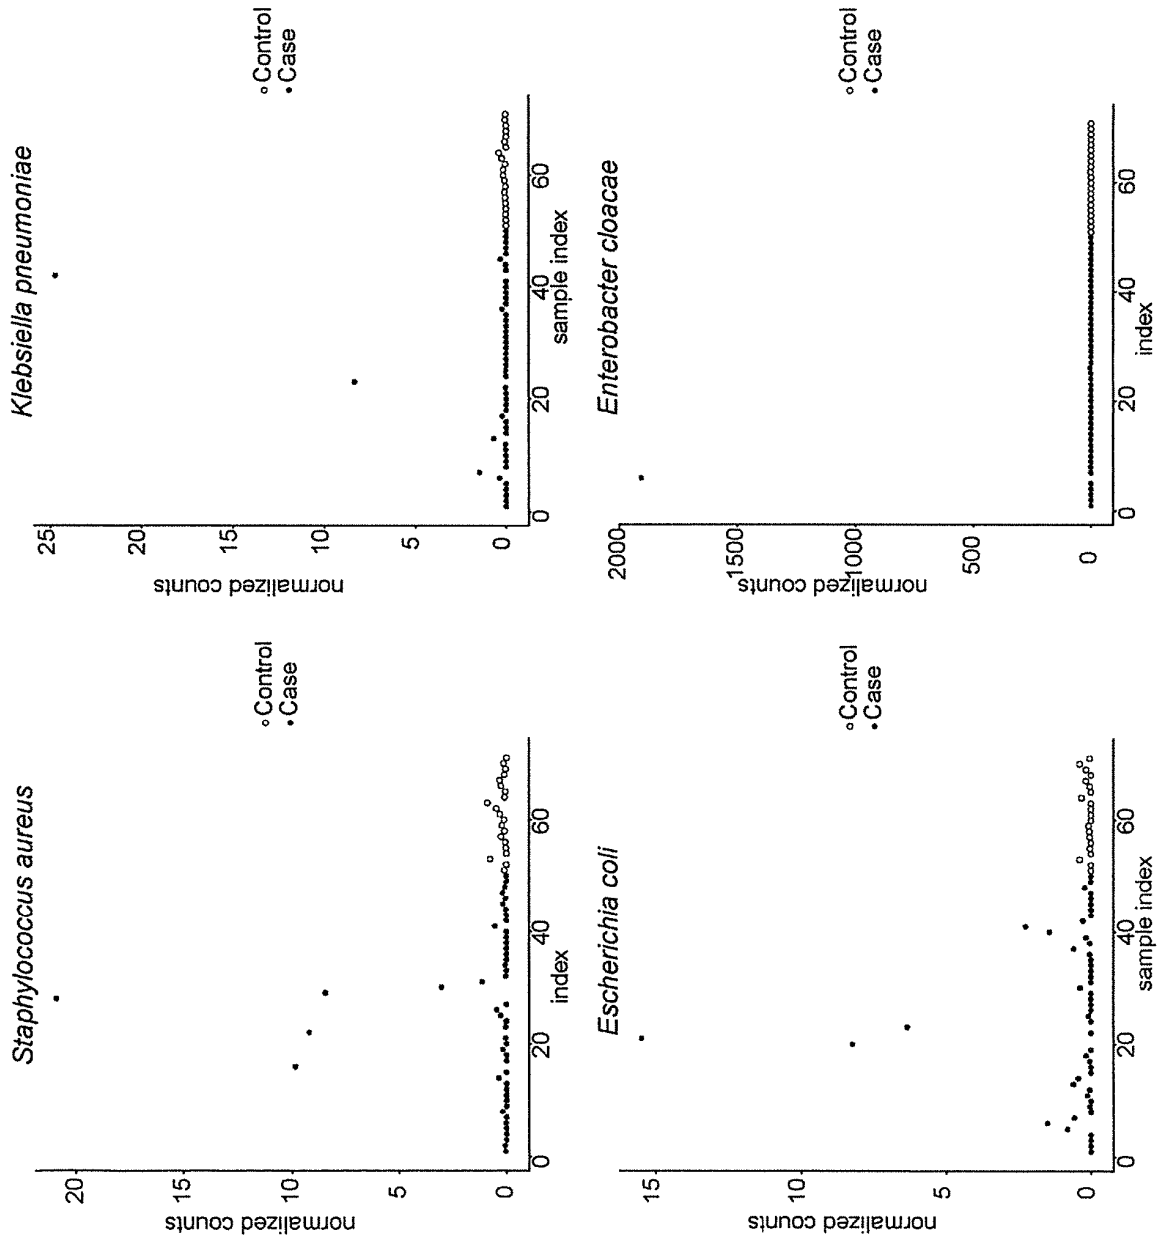 Staphylococcus aureus
normalized counts
20
15
10
5
0
0
20
40
60
index
Control
Case
Klebsiella pneumoniae
normalized counts
25
20
15
10
5
0
0
20
40
60
sample index
Control
Case
Escherichia coli
normalized counts
15
10
5
0
0
20
40
60
sample index
Control
Case
Enterobacter cloacae
normalized counts
2000
1500
1000
500
0
0
20
40
60
index
Control
Case